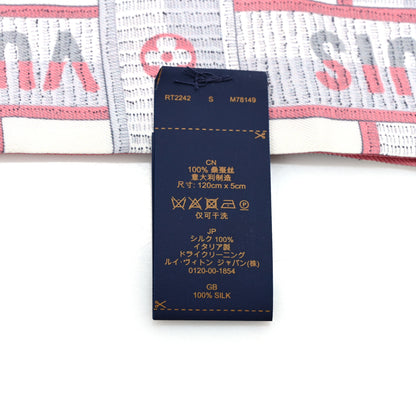 VUI
SIU
RT2242 S M78149
CN
100% 桑蚕丝
意大利制造
尺寸: 120cm x 5cm
仅可干洗
JP
シルク 100%
イタリア製
ドライクリーニング
ルイ・ヴィトン ジャパン(株)
0120-00-1854
GB
100% SILK